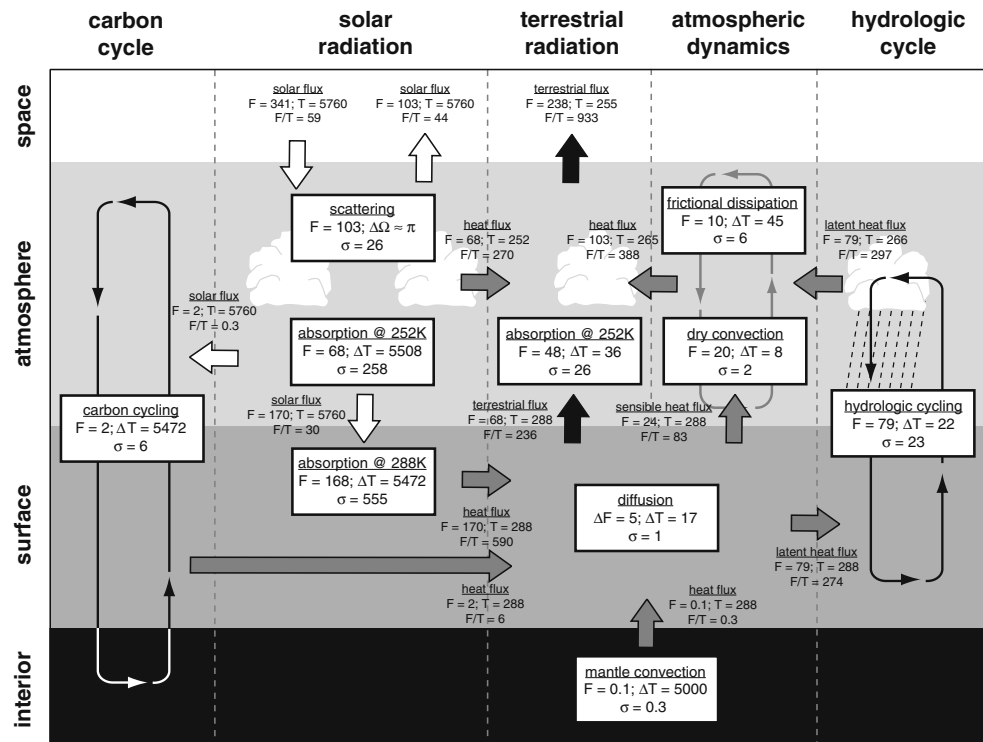 carbon
cycle
solar
radiation
terrestrial
radiation
atmospheric
dynamics
hydrologic
cycle
space
solar flux
F = 341; T = 5760
F/T = 59
solar flux
F = 103; T = 5760
F/T = 44
terrestrial flux
F = 238; T = 255
F/T = 933
atmosphere
scattering
F = 103; ΔΩ ≈ π
σ = 26
heat flux
F = 68; T = 252
F/T = 270
heat flux
F = 103; T = 265
F/T = 388
frictional dissipation
F = 10; ΔT = 45
σ = 6
latent heat flux
F = 79; T = 266
F/T = 297
solar flux
F = 2; T = 5760
F/T = 0.3
absorption @ 252K
F = 68; ΔT = 5508
σ = 258
absorption @ 252K
F = 48; ΔT = 36
σ = 26
dry convection
F = 20; ΔT = 8
σ = 2
carbon cycling
F = 2; ΔT = 5472
σ = 6
solar flux
F = 170; T = 5760
F/T = 30
terrestrial flux
F = 68; T = 288
F/T = 236
sensible heat flux
F = 24; T = 288
F/T = 83
hydrologic cycling
F = 79; ΔT = 22
σ = 23
surface
absorption @ 288K
F = 168; ΔT = 5472
σ = 555
heat flux
F = 170; T = 288
F/T = 590
diffusion
ΔF = 5; ΔT = 17
σ = 1
latent heat flux
F = 79; T = 288
F/T = 274
heat flux
F = 2; T = 288
F/T = 6
heat flux
F = 0.1; T = 288
F/T = 0.3
interior
mantle convection
F = 0.1; ΔT = 5000
σ = 0.3